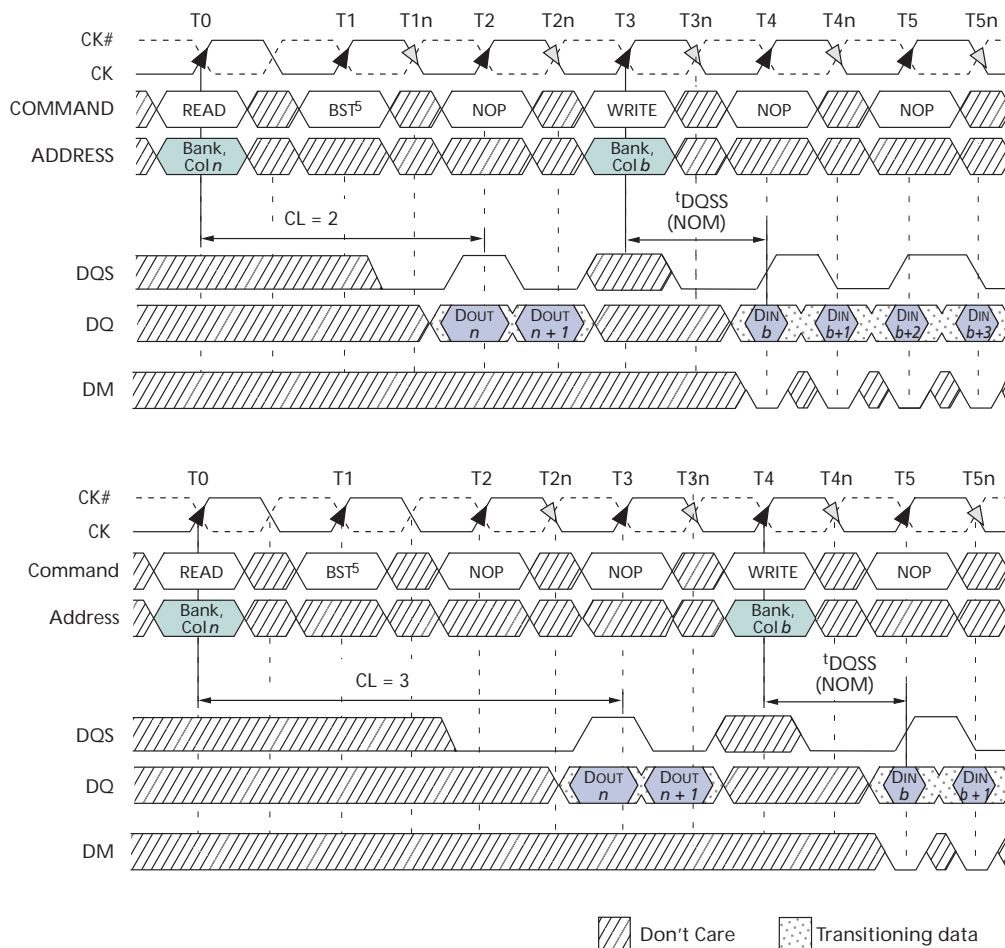 T0 T1 T1n T2 T2n T3 T3n T4 T4n T5 T5n
CK#
CK
COMMAND READ BST5 NOP WRITE NOP NOP
ADDRESS Bank, Col n Bank, Col b
CL = 2 tDQSS (NOM)
DQS
DQ DOUT n DOUT n + 1 DIN b DIN b+1 DIN b+2 DIN b+3
DM
T0 T1 T2 T2n T3 T3n T4 T4n T5 T5n
CK#
CK
Command READ BST5 NOP NOP WRITE NOP
Address Bank, Col n Bank, Col b
CL = 3 tDQSS (NOM)
DQS
DQ DOUT n DOUT n + 1 DIN b DIN b + 1
DM
Don't Care Transitioning data